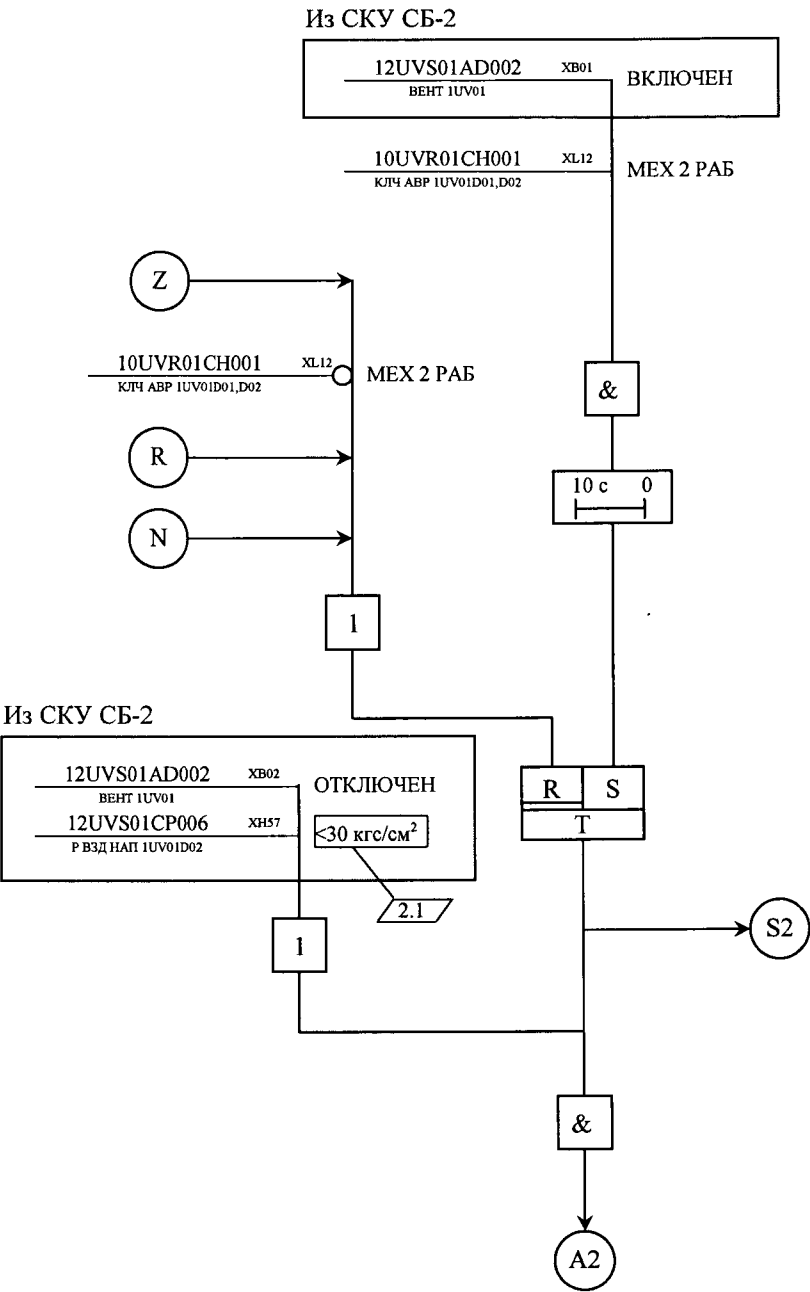 Из СКУ СБ-2
12UVS01AD002 XB01 ВКЛЮЧЕН
ВЕНТ 1UV01
10UVR01CH001 XL12 МЕХ 2 РАБ
КЛЧ АВР 1UV01D01,D02
Z
10UVR01CH001 XL12 МЕХ 2 РАБ
КЛЧ АВР 1UV01D01,D02
&
R
10 с 0
N
1
Из СКУ СБ-2
12UVS01AD002 XB02 ОТКЛЮЧЕН
ВЕНТ 1UV01
R S
12UVS01CP006 XH57 <30 кгс/см²
Р ВЗД НАП 1UV01D02
T
2.1
S2
1
&
A2